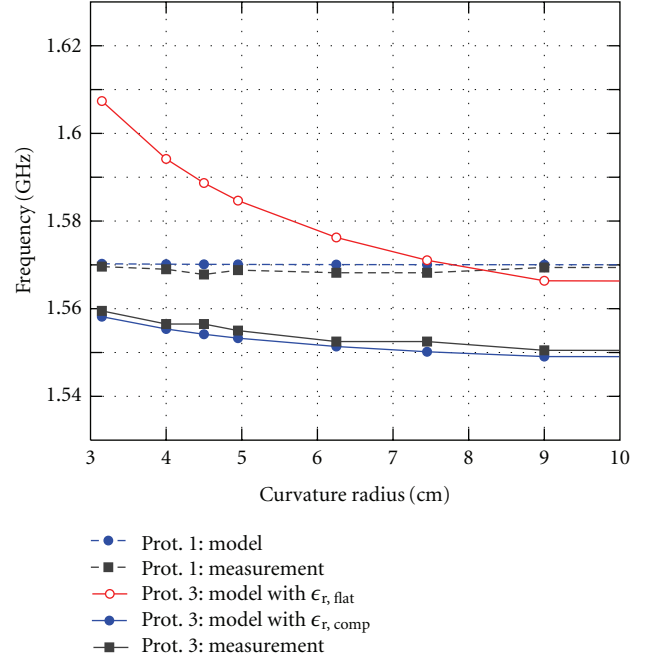 1.62
1.6
1.58
1.56
1.54
Frequency (GHz)
3 4 5 6 7 8 9 10
Curvature radius (cm)
Prot. 1: model
Prot. 1: measurement
Prot. 3: model with ϵr, flat
Prot. 3: model with ϵr, comp
Prot. 3: measurement